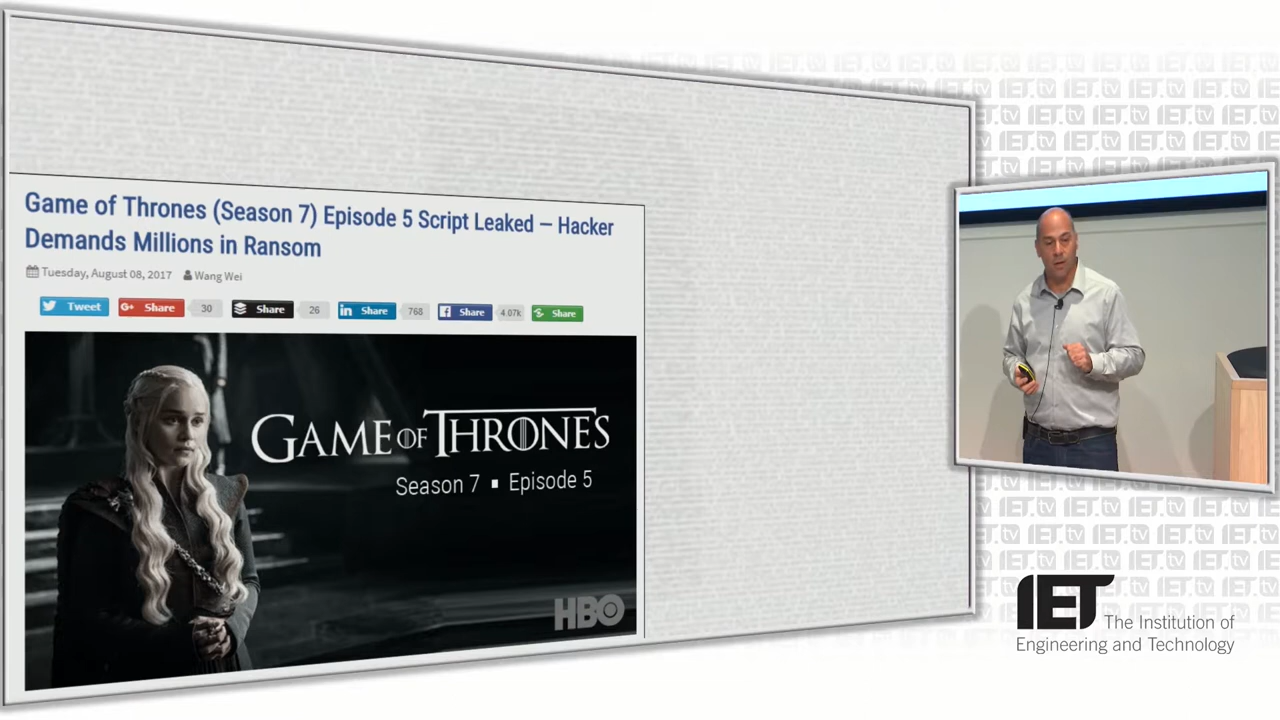 Game of Thrones (Season 7) Episode 5 Script Leaked — Hacker
Demands Millions in Ransom
Tuesday, August 08, 2017 Wang Wei
Tweet
G+ Share 30
Share 26
in Share 768
f Share 4.07k
Share
GAME OF THRONES
Season 7 ▪ Episode 5
HBO
IET.tv
IET The Institution of
Engineering and Technology